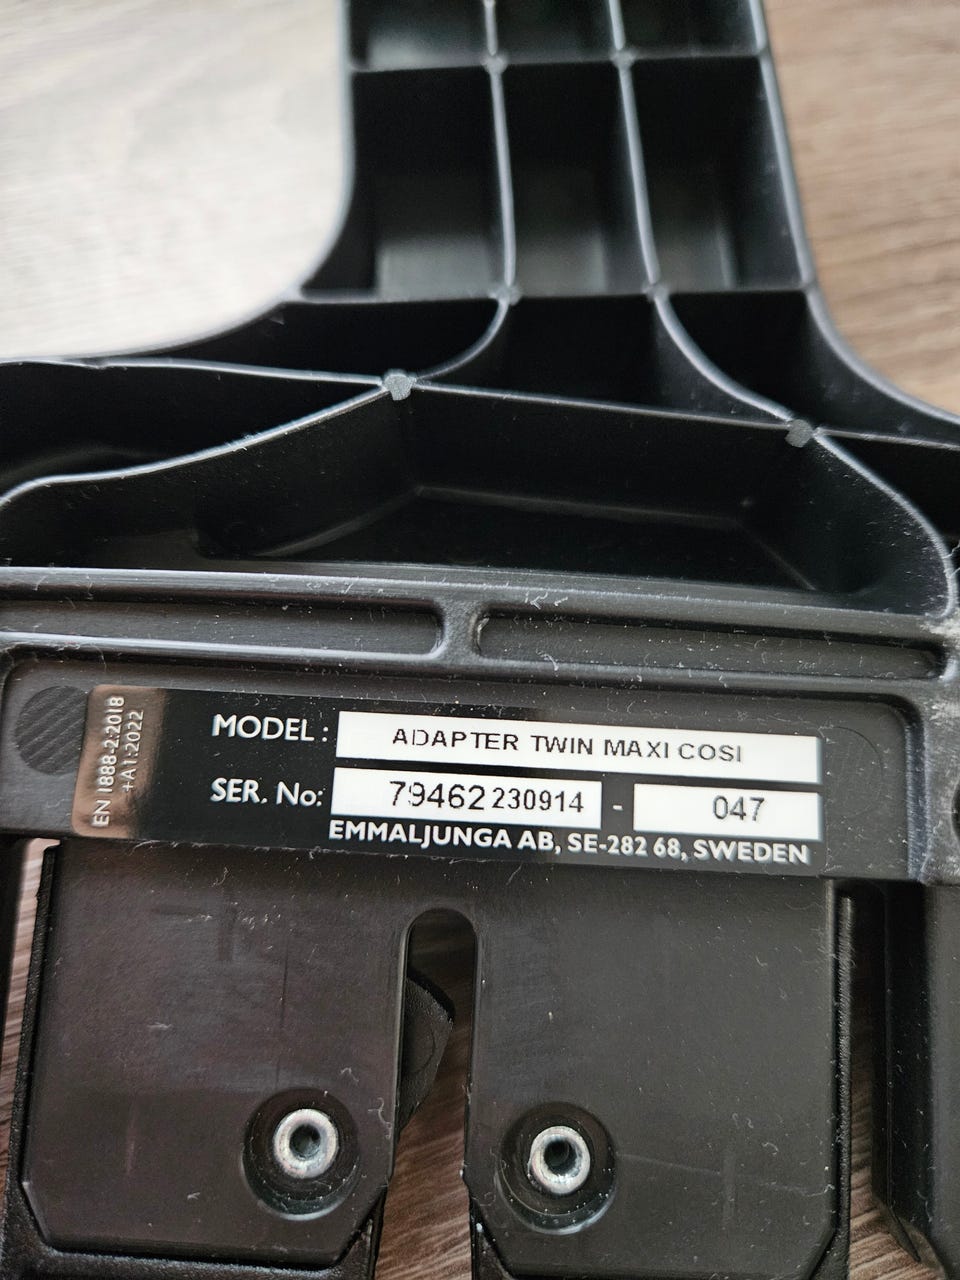 EN 1888-2:2018
+A1:2022
MODEL : ADAPTER TWIN MAXI COSI
SER. No: 79462 230914 - 047
EMMALJUNGA AB, SE-282 68, SWEDEN